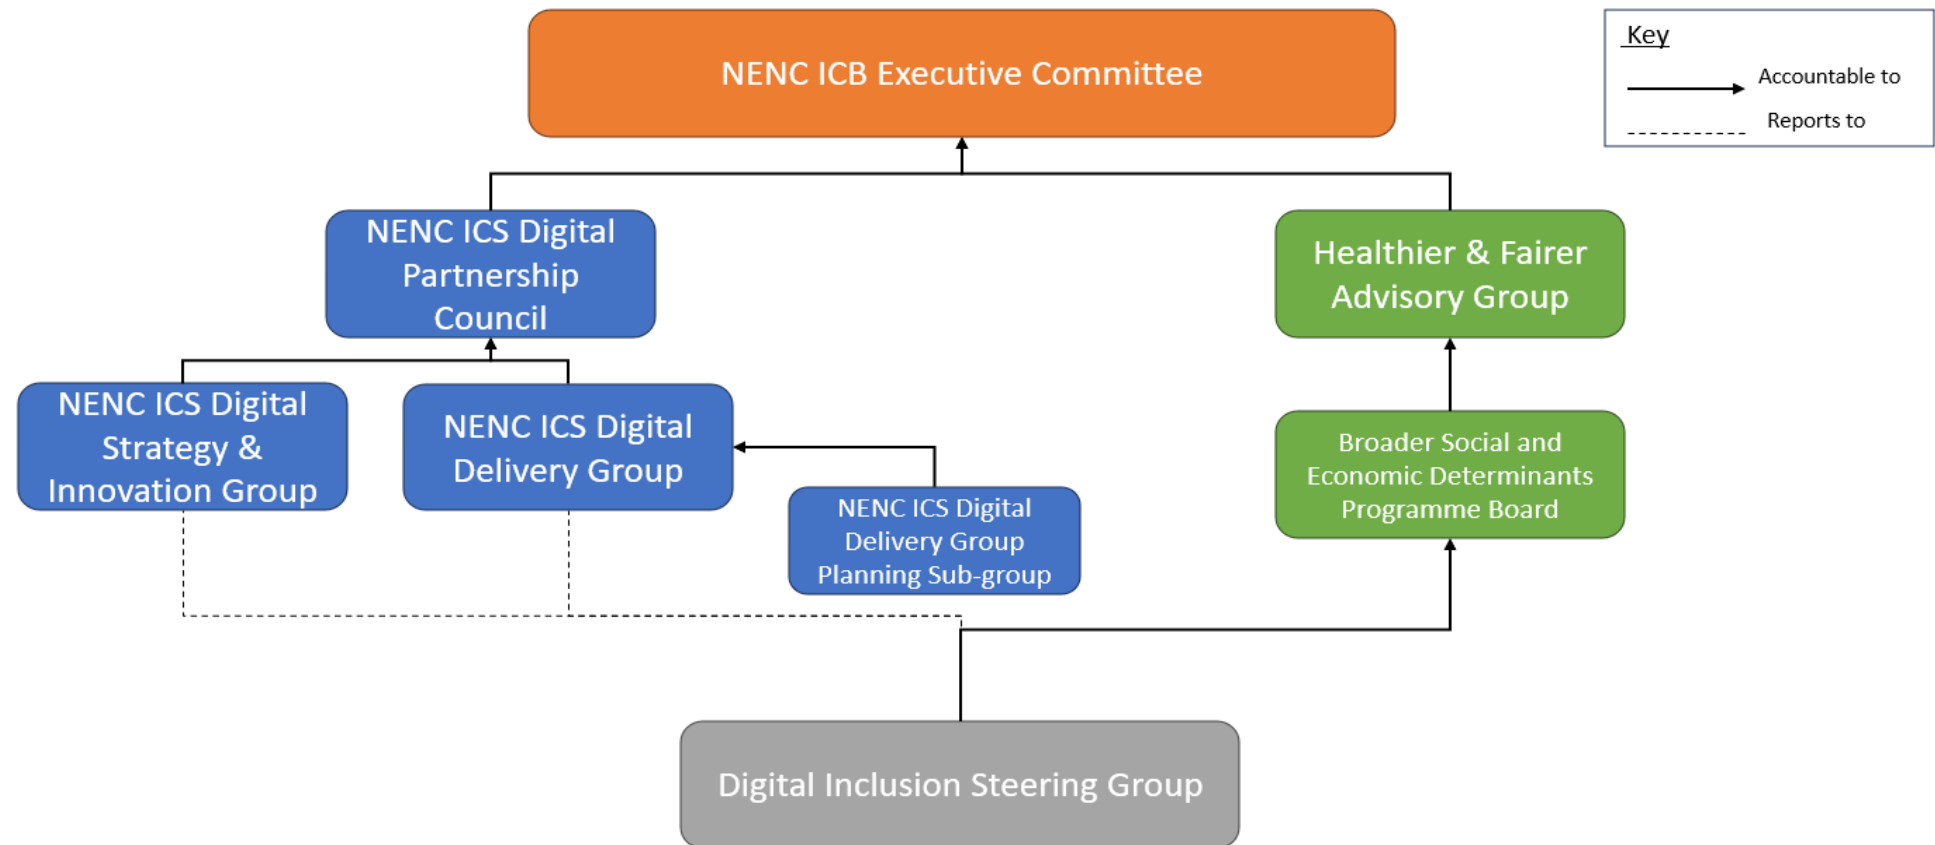 NENC ICB Executive Committee
Key
Accountable to
Reports to
NENC ICS Digital
Partnership
Council
Healthier & Fairer
Advisory Group
NENC ICS Digital
Strategy &
Innovation Group
NENC ICS Digital
Delivery Group
NENC ICS Digital
Delivery Group
Planning Sub-group
Broader Social and
Economic Determinants
Programme Board
Digital Inclusion Steering Group